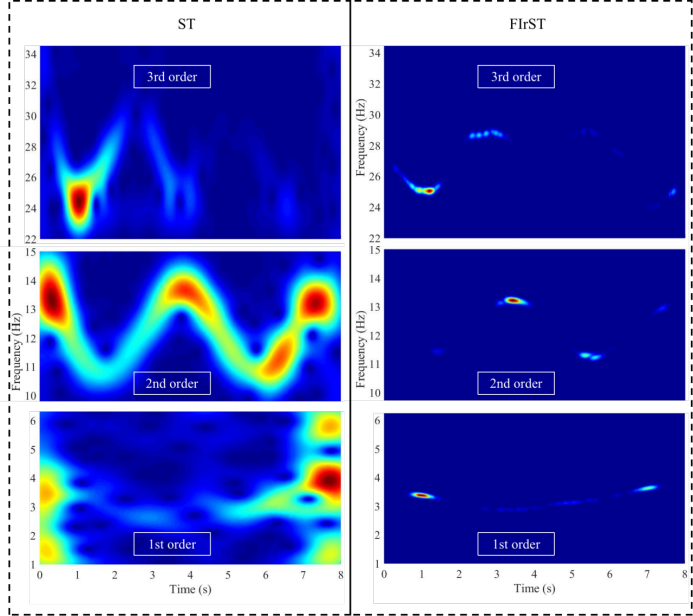 ST
FIrST
34
32
30
28
26
24
22
3rd order
Frequency (Hz)
34
32
30
28
26
24
22
3rd order
15
14
13
12
11
10
Frequency (Hz)
2nd order
15
13
12
11
10
Frequency (Hz)
2nd order
6
5
4
3
2
1
1st order
0 1 2 3 4 5 6 7 8
Time (s)
6
5
4
3
2
1
1st order
0 1 2 3 4 5 6 7 8
Time (s)
Frequency (Hz)